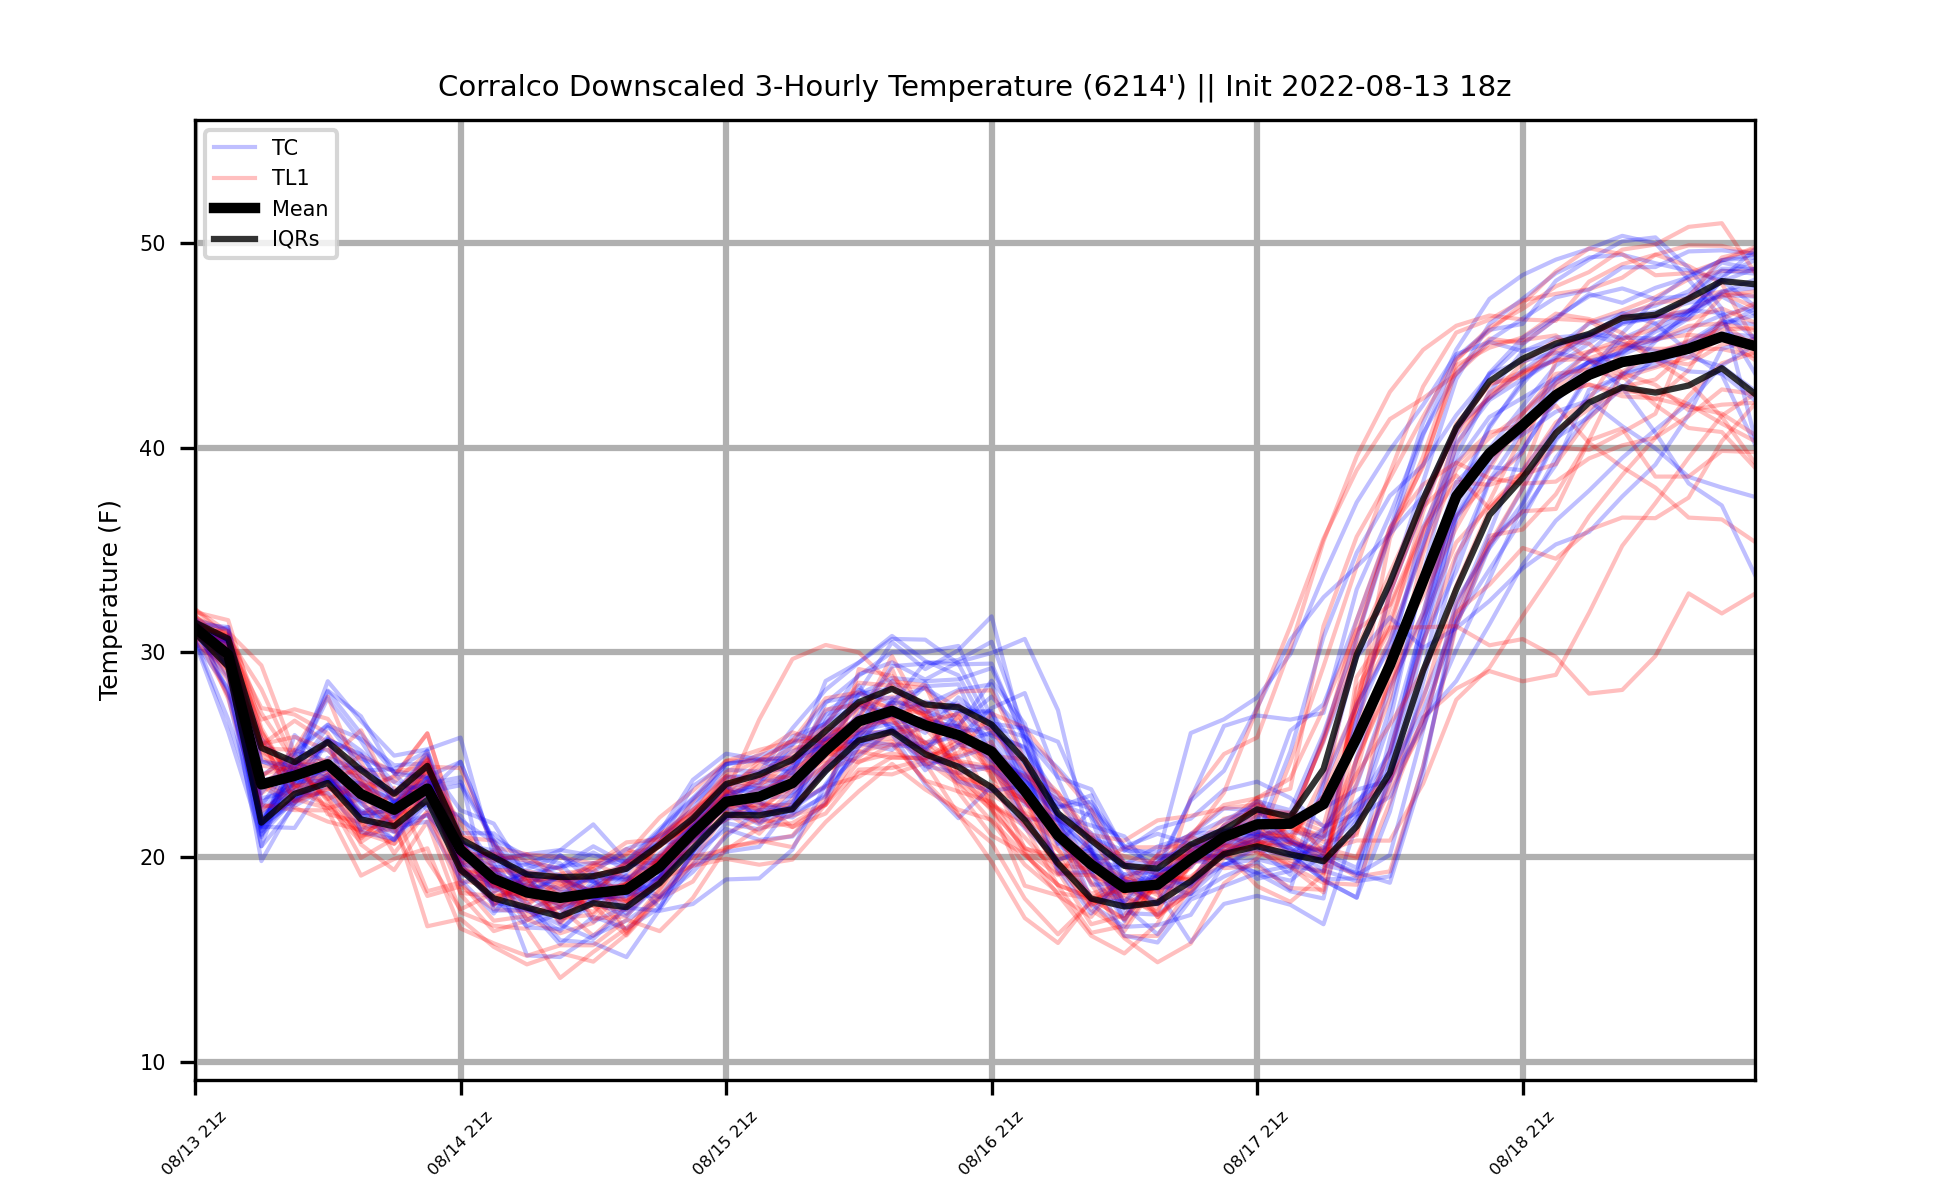 Corralco Downscaled 3-Hourly Temperature (6214') || Init 2022-08-13 18z
TC
TL1
Mean
IQRs
50
40
30
20
10
Temperature (F)
08/13 21z
08/14 21z
08/15 21z
08/16 21z
08/17 21z
08/18 21z